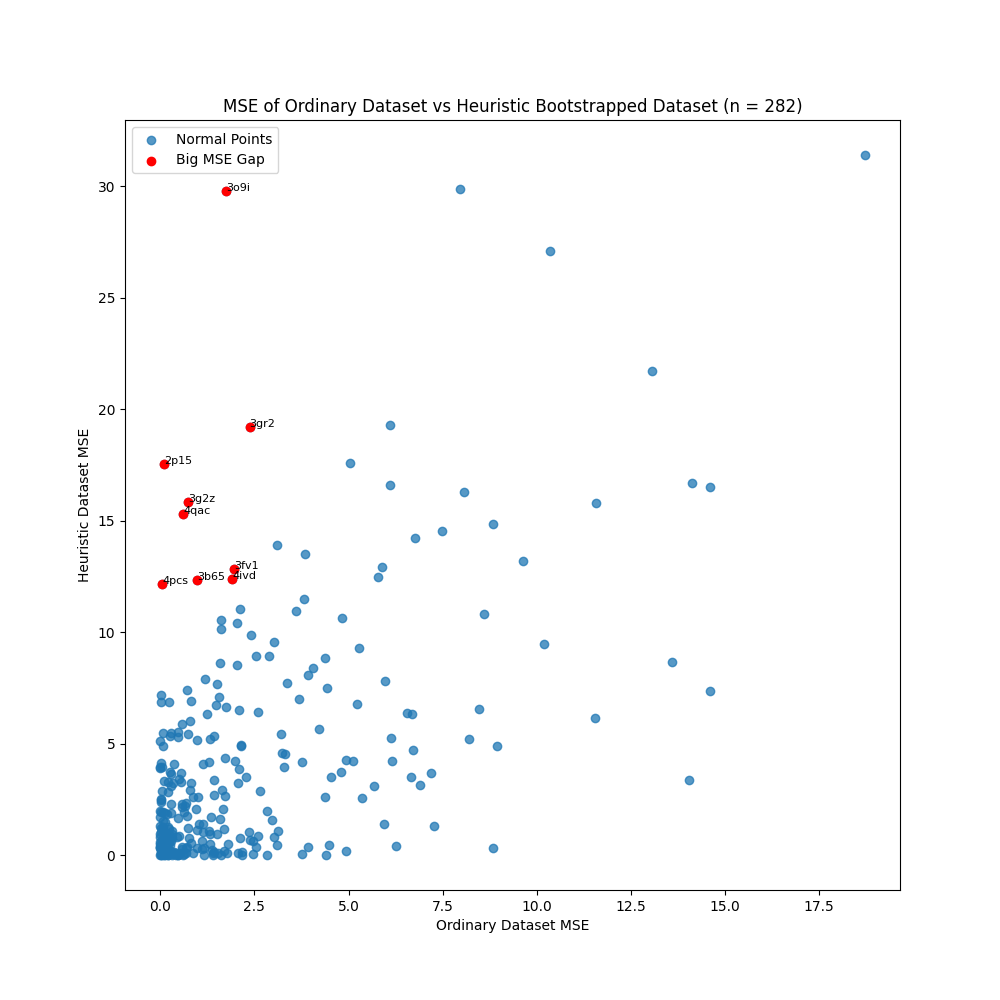 MSE of Ordinary Dataset vs Heuristic Bootstrapped Dataset (n = 282)
Normal Points
Big MSE Gap
30
25
20
15
10
5
0
Heuristic Dataset MSE
3o9i
3gr2
2p15
3g2z
4qac
3fv1
4ivd
3b65
4pcs
0.0 2.5 5.0 7.5 10.0 12.5 15.0 17.5
Ordinary Dataset MSE